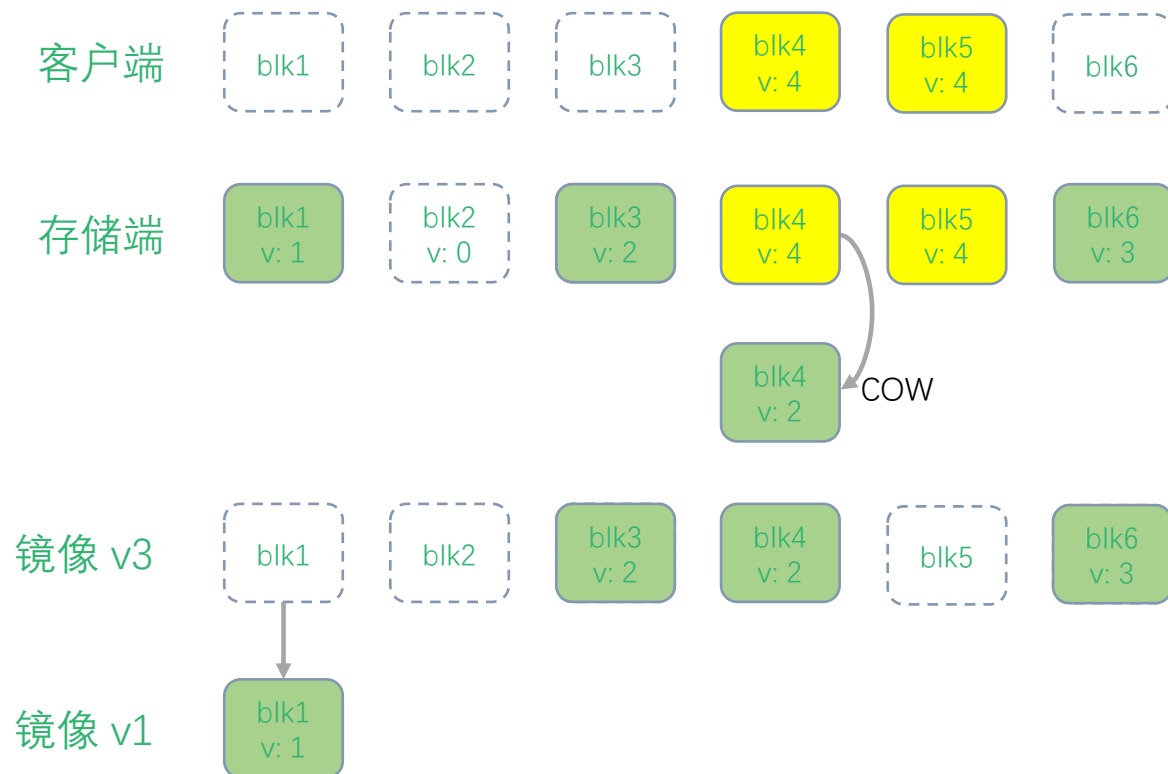 客户端
blk1
blk2
blk3
blk4
v: 4
blk5
v: 4
blk6
存储端
blk1
v: 1
blk2
v: 0
blk3
v: 2
blk4
v: 4
blk5
v: 4
blk6
v: 3
blk4
v: 2
COW
镜像 v3
blk1
blk2
blk3
v: 2
blk4
v: 2
blk5
blk6
v: 3
镜像 v1
blk1
v: 1